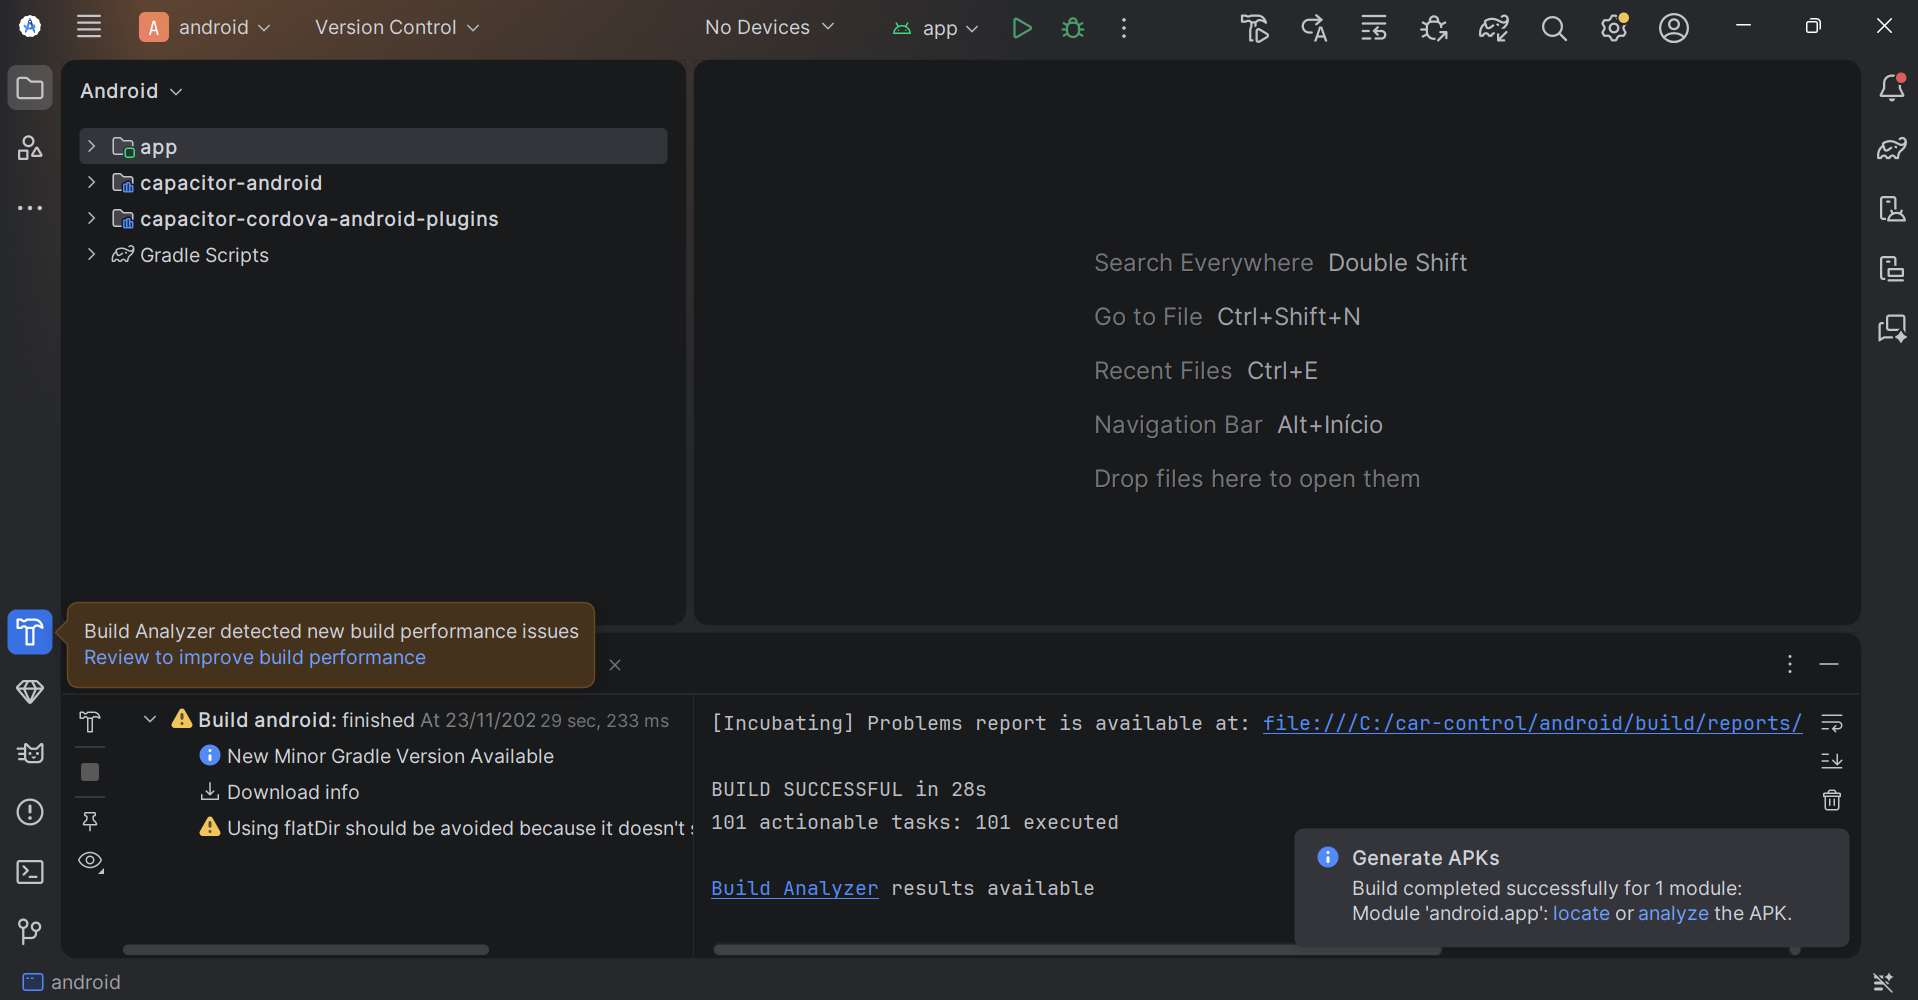 A android
Version Control
No Devices
app
Android
app
capacitor-android
capacitor-cordova-android-plugins
Gradle Scripts
Search Everywhere Double Shift
Go to File Ctrl+Shift+N
Recent Files Ctrl+E
Navigation Bar Alt+Início
Drop files here to open them
Build Analyzer detected new build performance issues
Review to improve build performance
Build android: finished At 23/11/202 29 sec, 233 ms
New Minor Gradle Version Available
Download info
Using flatDir should be avoided because it doesn't
[Incubating] Problems report is available at: file:///C:/car-control/android/build/reports/
BUILD SUCCESSFUL in 28s
101 actionable tasks: 101 executed
Build Analyzer results available
Generate APKs
Build completed successfully for 1 module:
Module 'android.app': locate or analyze the APK.
android